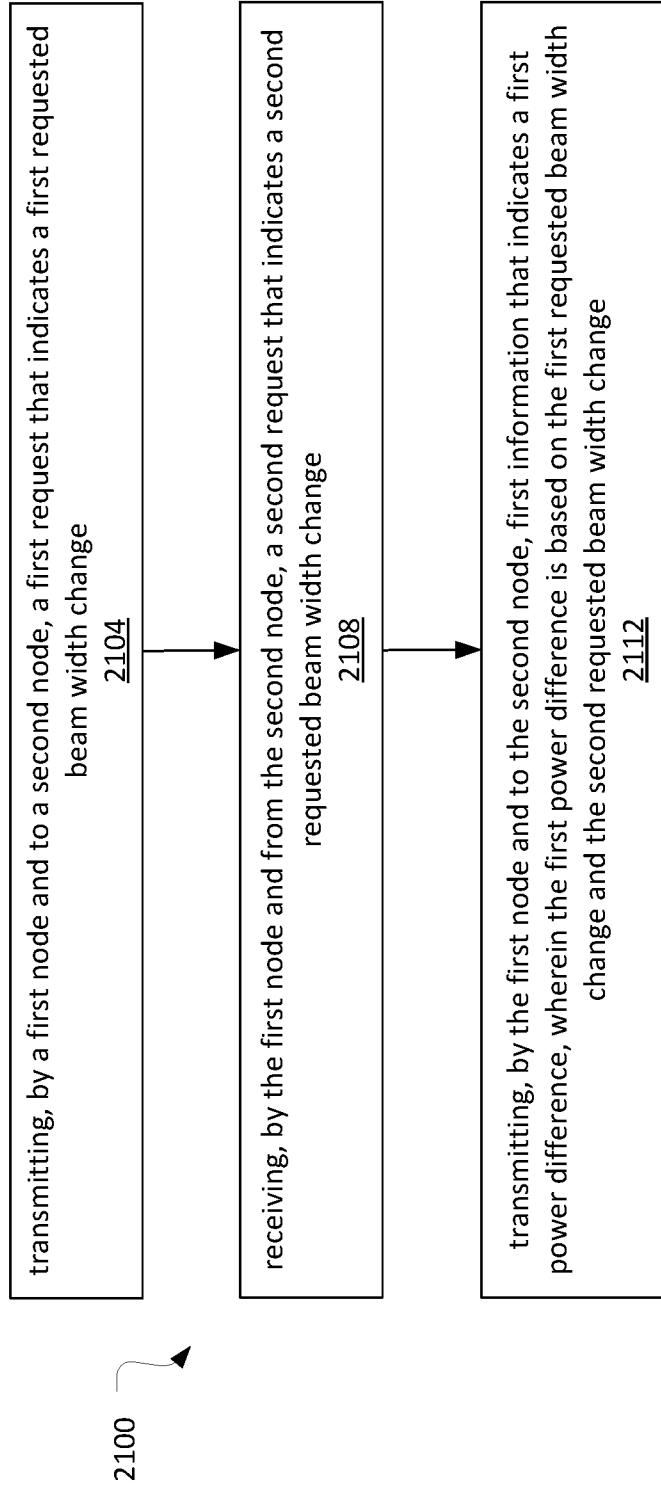 2100
transmitting, by a first node and to a second node, a first request that indicates a first requested
beam width change
2104
receiving, by the first node and from the second node, a second request that indicates a second
requested beam width change
2108
transmitting, by the first node and to the second node, first information that indicates a first
power difference, wherein the first power difference is based on the first requested beam width
change and the second requested beam width change
2112